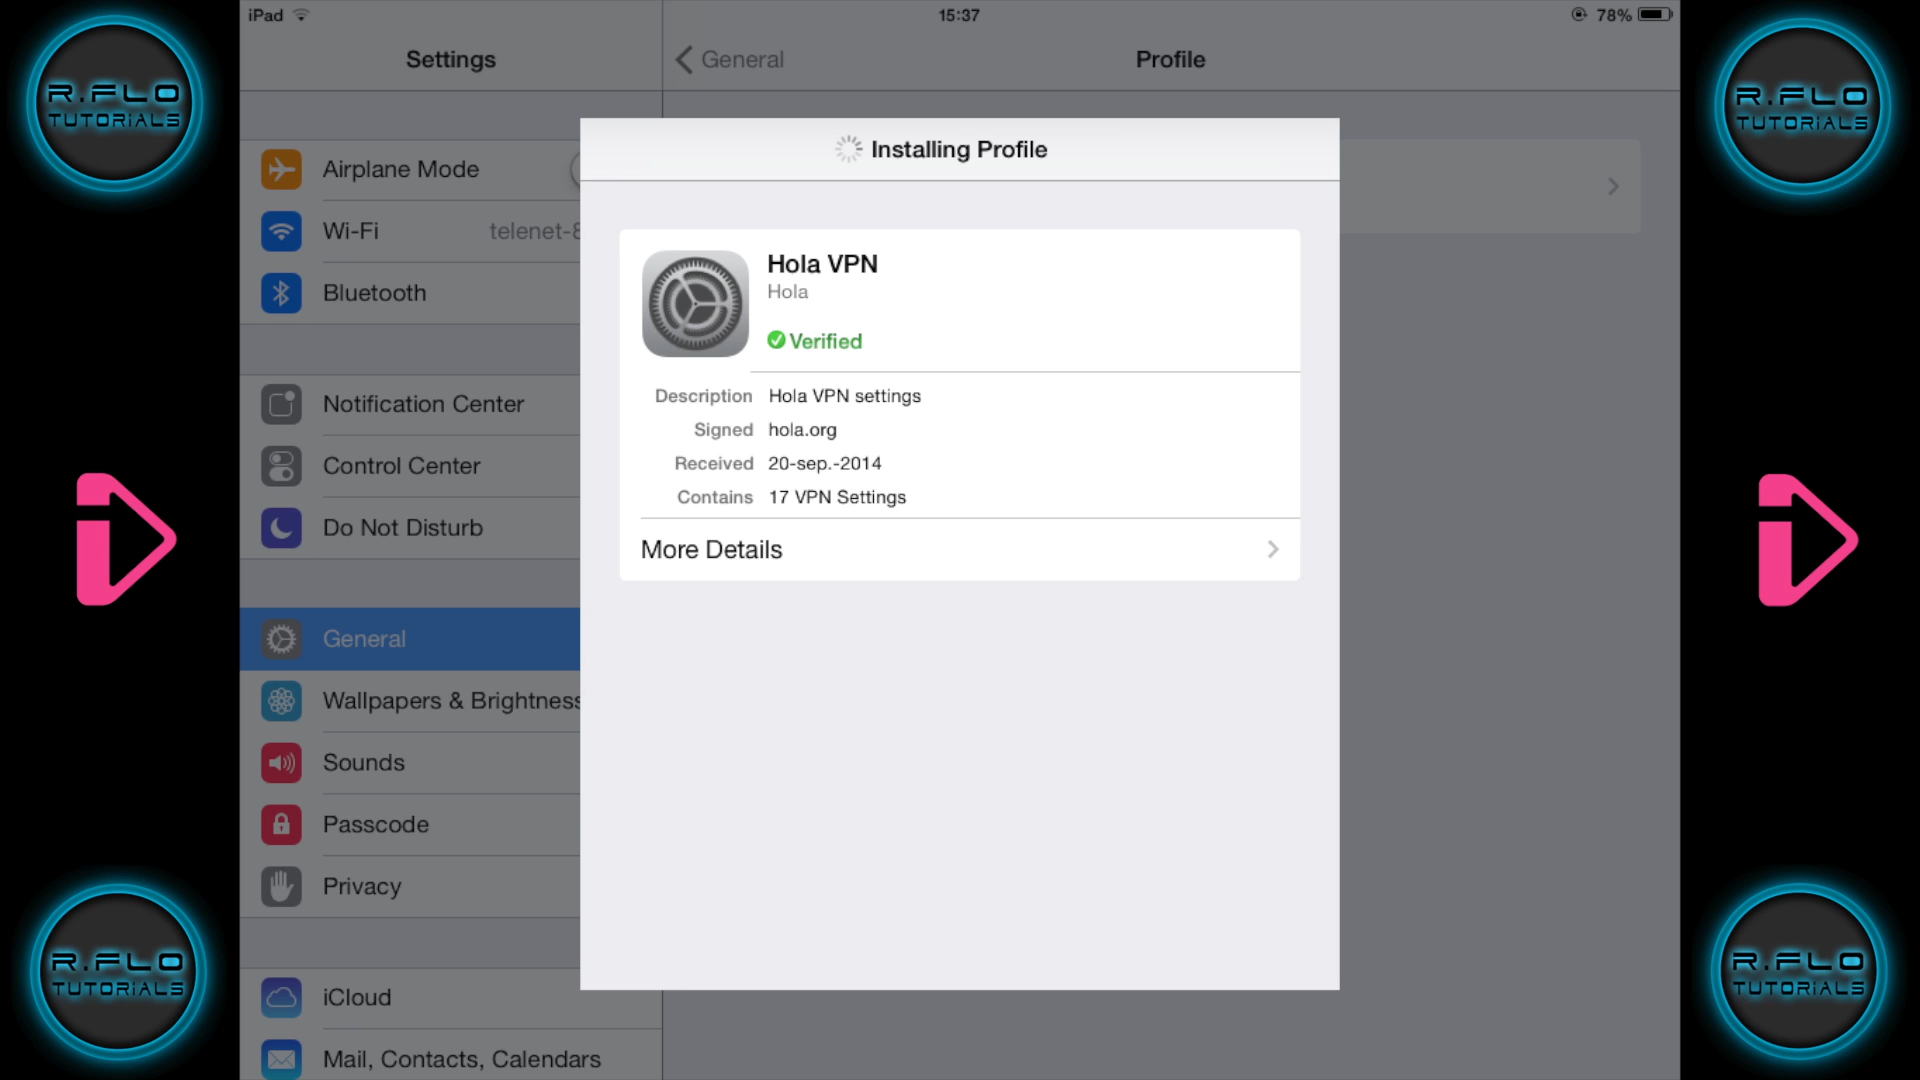 iPad
15:37
78%
Settings
General
Profile
R.FLO
TUTORiALS
R.FLO
TUTORiALS
Airplane Mode
Wi-Fi
telenet-8
Bluetooth
Notification Center
Control Center
Do Not Disturb
General
Wallpapers & Brightness
Sounds
Passcode
Privacy
iCloud
Mail, Contacts, Calendars
Installing Profile
Hola VPN
Hola
Verified
Description Hola VPN settings
Signed hola.org
Received 20-sep.-2014
Contains 17 VPN Settings
More Details
R.FLO
TUTORiALS
R.FLO
TUTORiALS